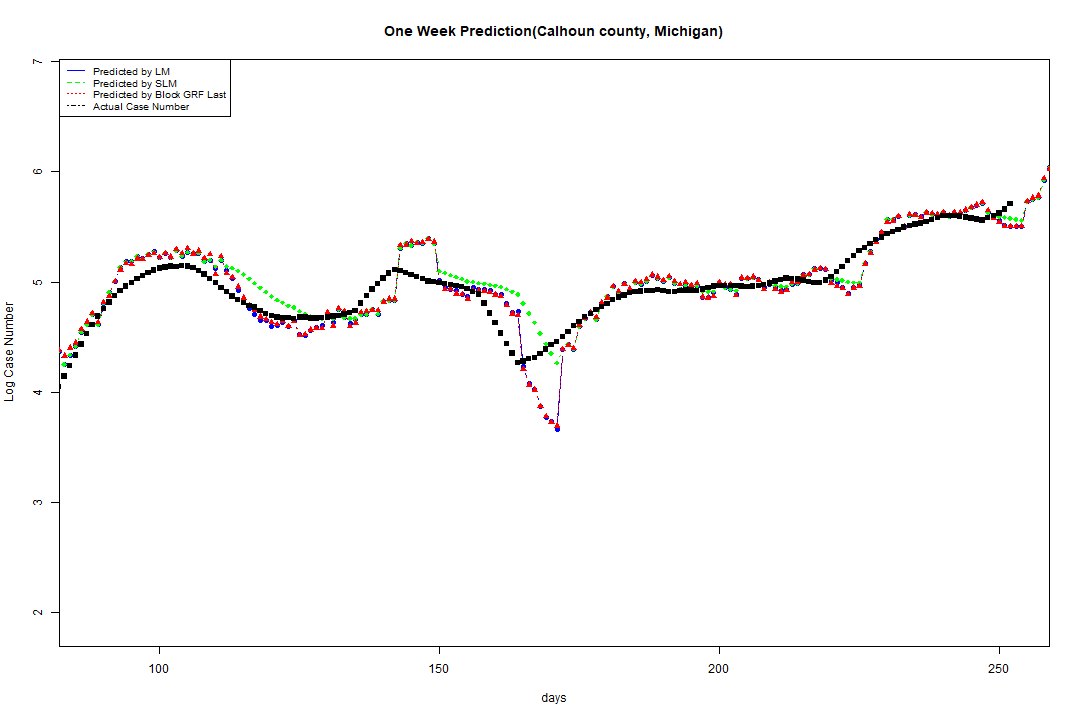 One Week Prediction(Calhoun county, Michigan)
Predicted by LM
Predicted by SLM
Predicted by Block GRF Last
Actual Case Number
7
6
5
4
3
2
Log Case Number
100
150
200
250
days